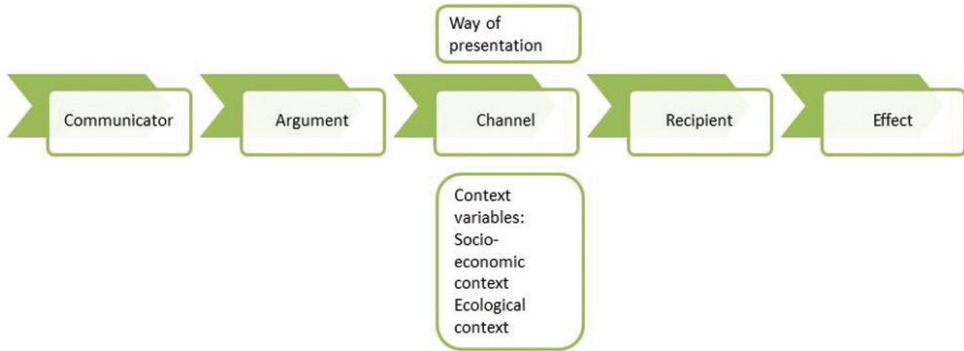 Way of
presentation
Communicator
Argument
Channel
Recipient
Effect
Context
variables:
Socio-
economic
context
Ecological
context